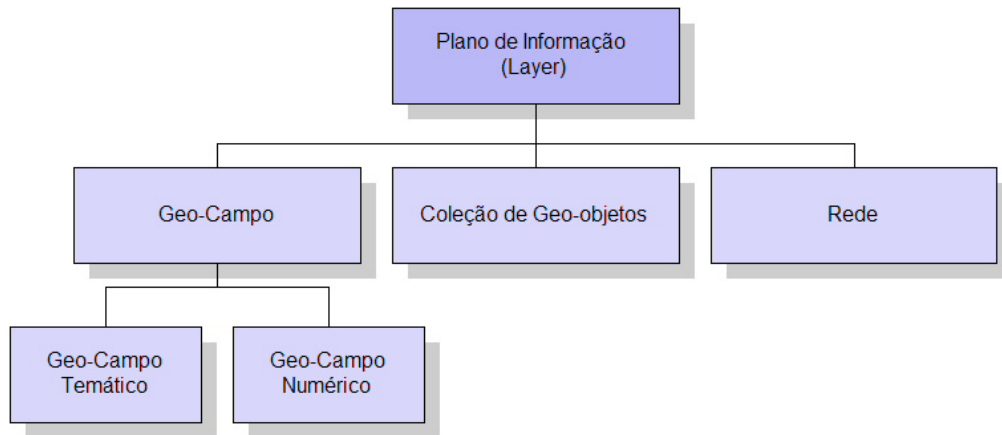 Plano de Informação
(Layer)
Geo-Campo
Coleção de Geo-objetos
Rede
Geo-Campo
Temático
Geo-Campo
Numérico